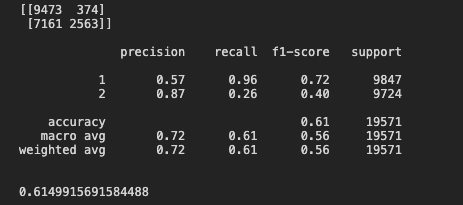 [[9473 374]
[7161 2563]]
precision recall f1-score support
1 0.57 0.96 0.72 9847
2 0.87 0.26 0.40 9724
accuracy 0.61 19571
macro avg 0.72 0.61 0.56 19571
weighted avg 0.72 0.61 0.56 19571
0.6149915691584488